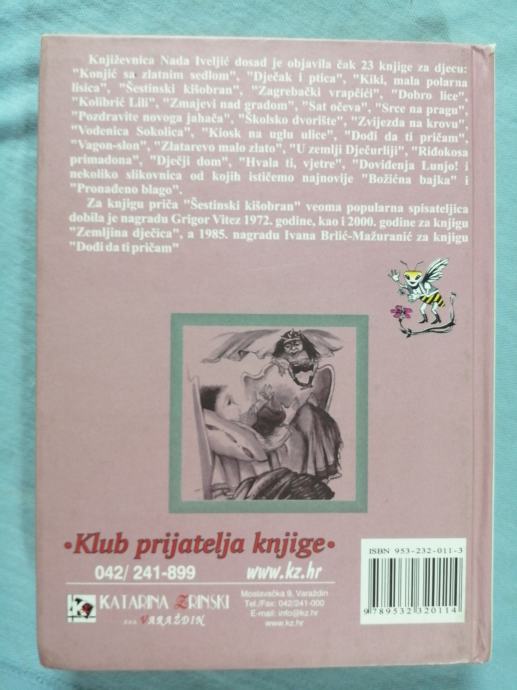 Književnica Nada Iveljić dosad je objavila čak 23 knjige za djecu:
"Konjić sa zlatnim sedlom", "Dječak i ptica", "Kiki, mala polarna
lisica", "Šestinski kišobran", "Zagrebački vrapčići", "Dobro lice",
"Kolibrić Lili", "Zmajevi nad gradom", "Sat očeva", "Srce na pragu",
"Pozdravite novoga jahača", "Školsko dvorište", "Zvijezda na krovu",
"Vodenica Sokolica", "Kiosk na uglu ulice", "Dođi da ti pričam",
"Vagon-slon", "Zlatarevo malo zlato", "U zemlji Dječurliji", "Riđokosa
primadona", "Dječji dom", "Hvala ti, vjetre", "Doviđenja Lunjo! i
nekoliko slikovnica od kojih ističemo najnovije "Božićna bajka" i
"Pronađeno blago".
Za knjigu priča "Šestinski kišobran" veoma popularna spisateljica
dobila je nagradu Grigor Vitez 1972. godine, kao i 2000. godine za knjigu
"Zemljina dječica", a 1985. nagradu Ivana Brlić-Mažuranić za knjigu
"Dođi da ti pričam"
•Klub prijatelja knjige•
042/ 241-899 www.kz.hr
KATARINA ZRINSKI
d.o.o. VARAŽDIN
Moslavačka 9, Varaždin
Tel./Fax: 042/241-000
E-mail: info@kz.hr
www.kz.hr
ISBN 953-232-011-3
9 789532 320114